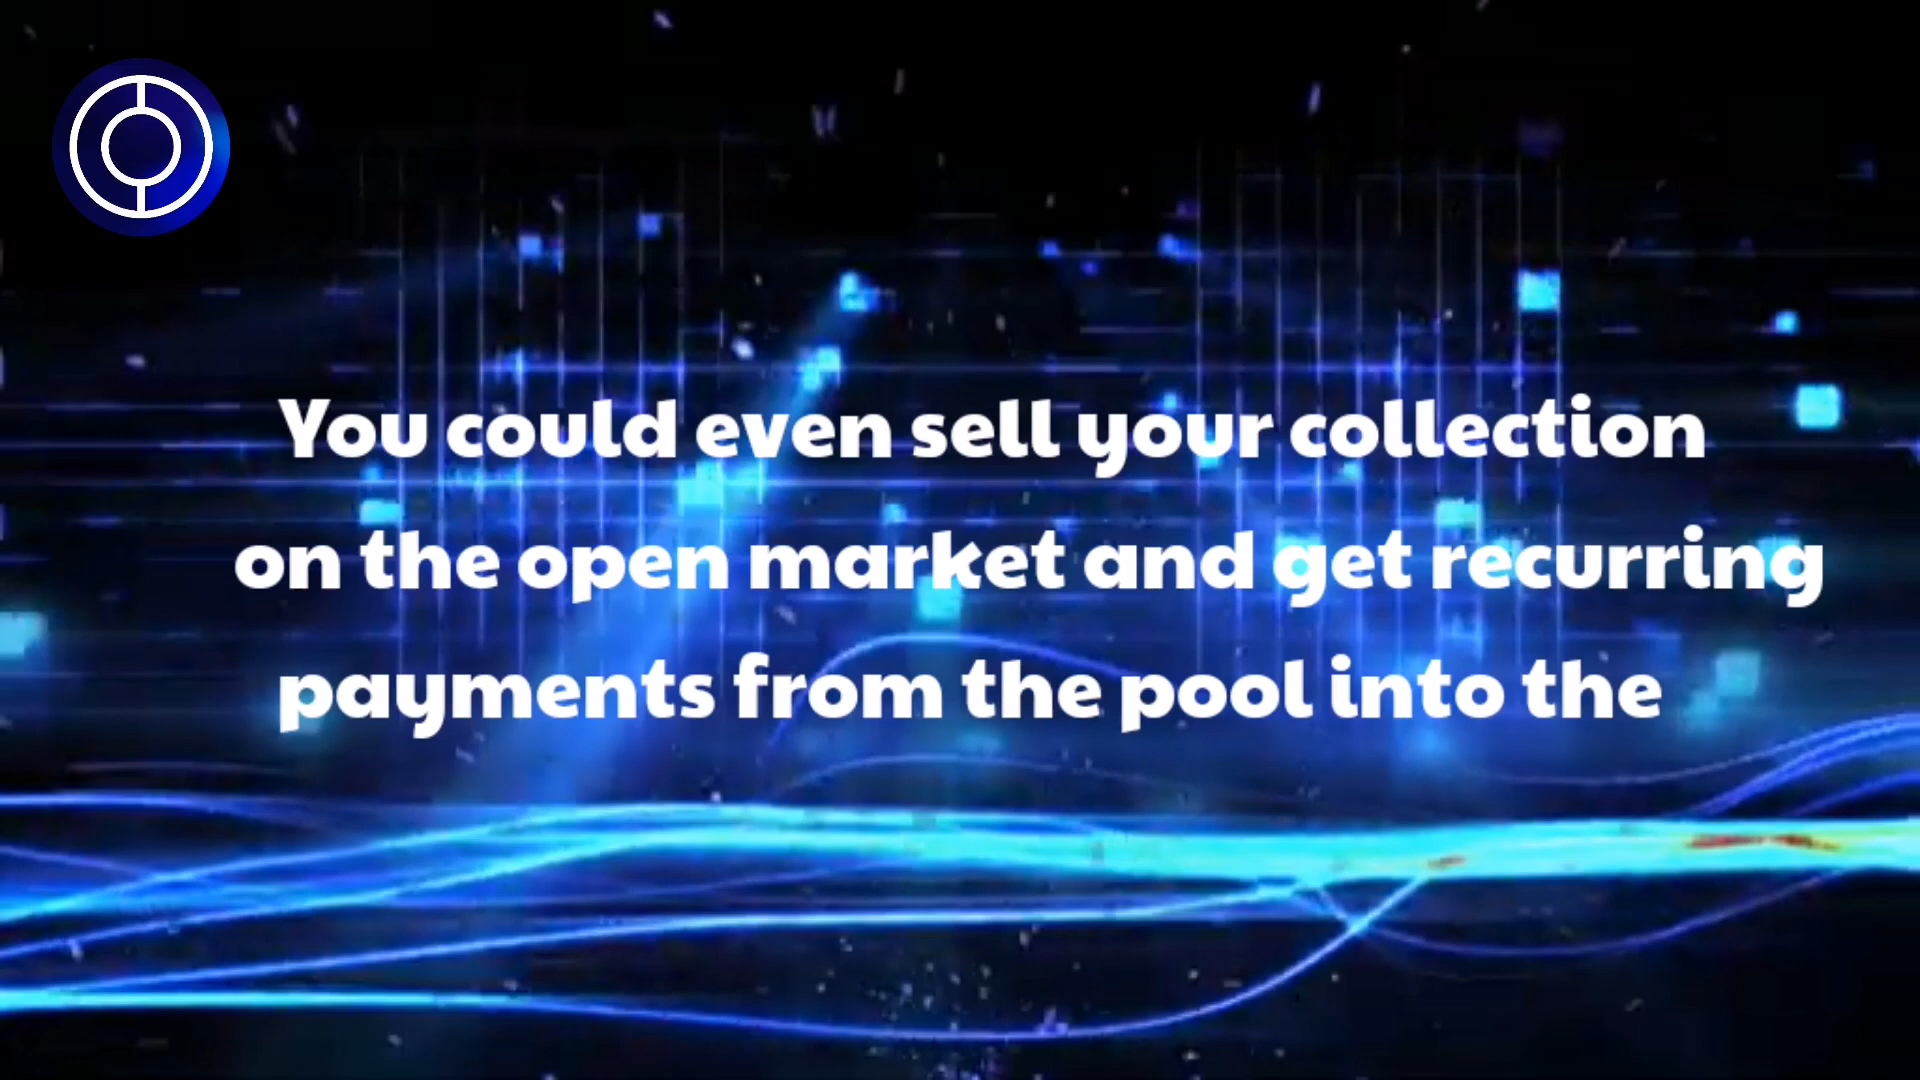 You could even sell your collection
on the open market and get recurring
payments from the pool into the